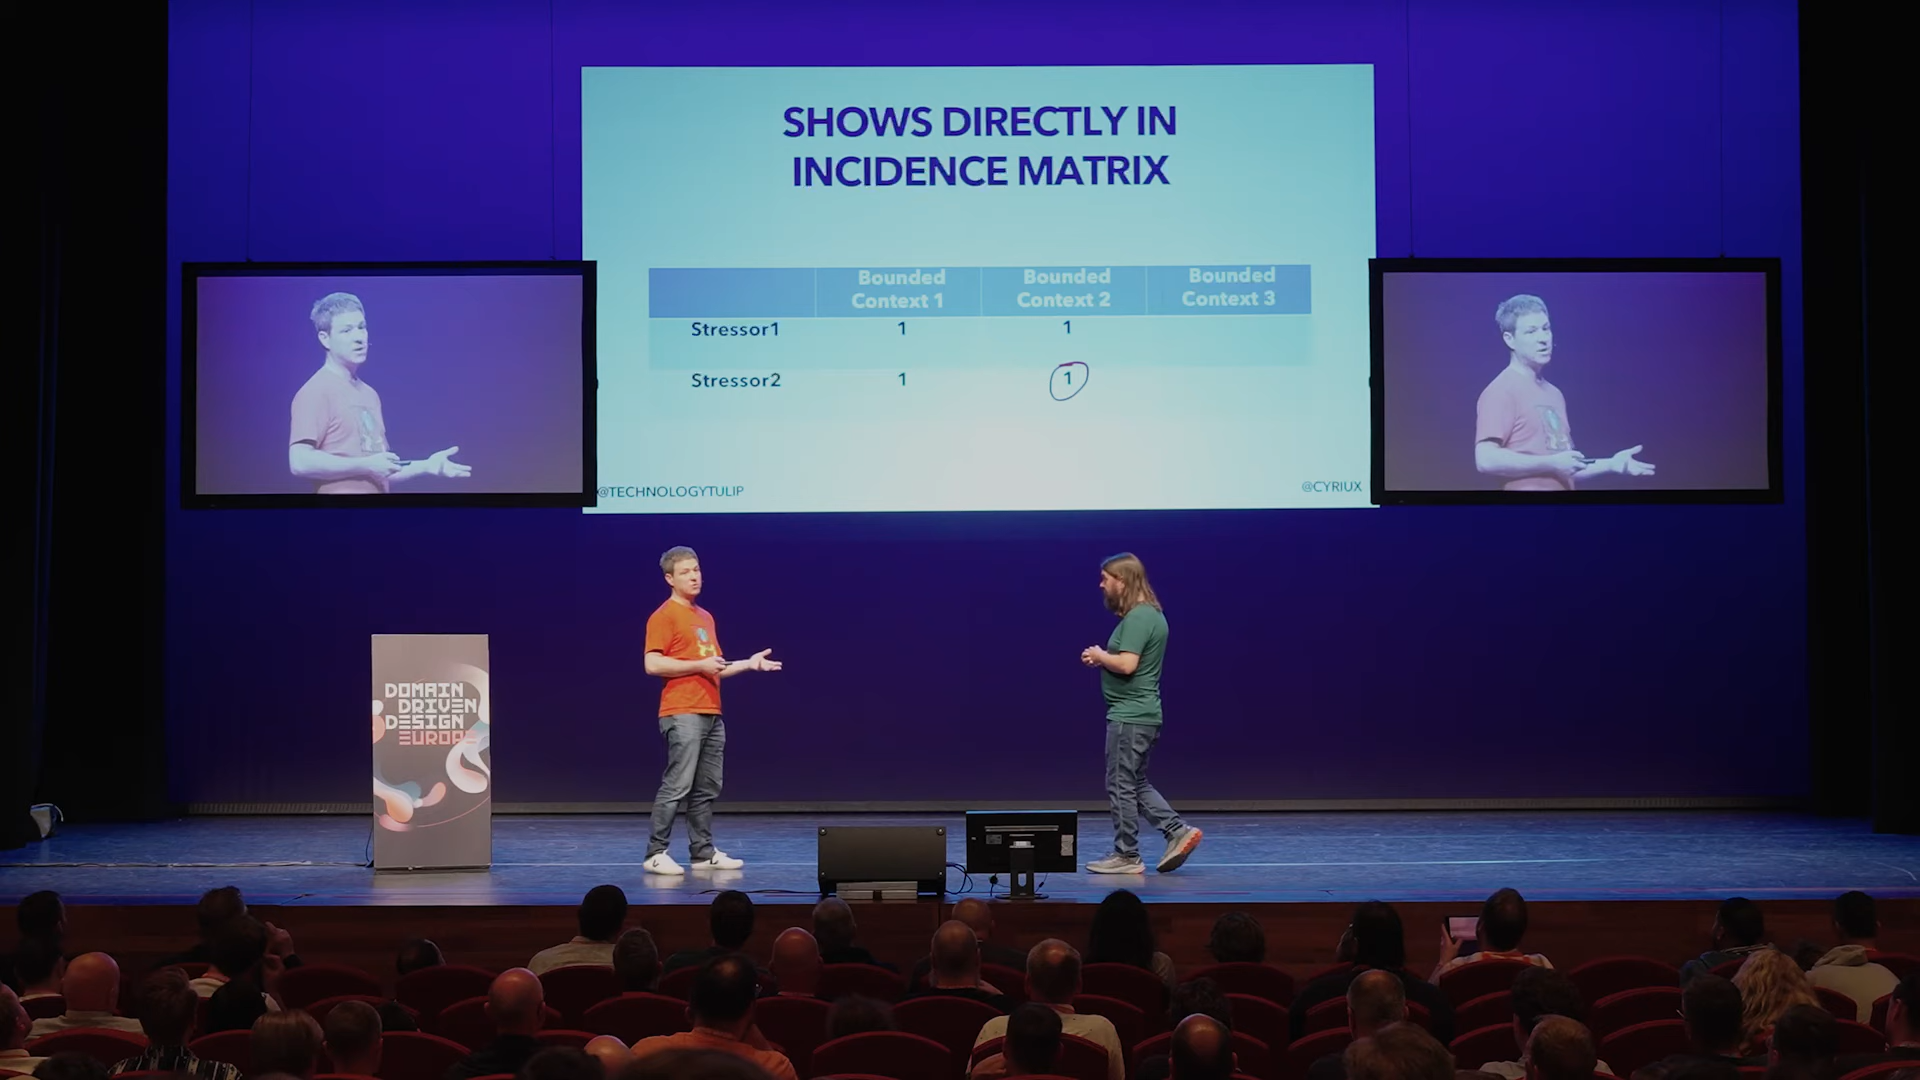 SHOWS DIRECTLY IN
INCIDENCE MATRIX
Bounded Context 1
Bounded Context 2
Bounded Context 3
Stressor1 1 1
Stressor2 1 1
@TECHNOLOGYTULIP
@CYRIUX
DOMAIN
DRIVEN
DESIGN
EUROPE